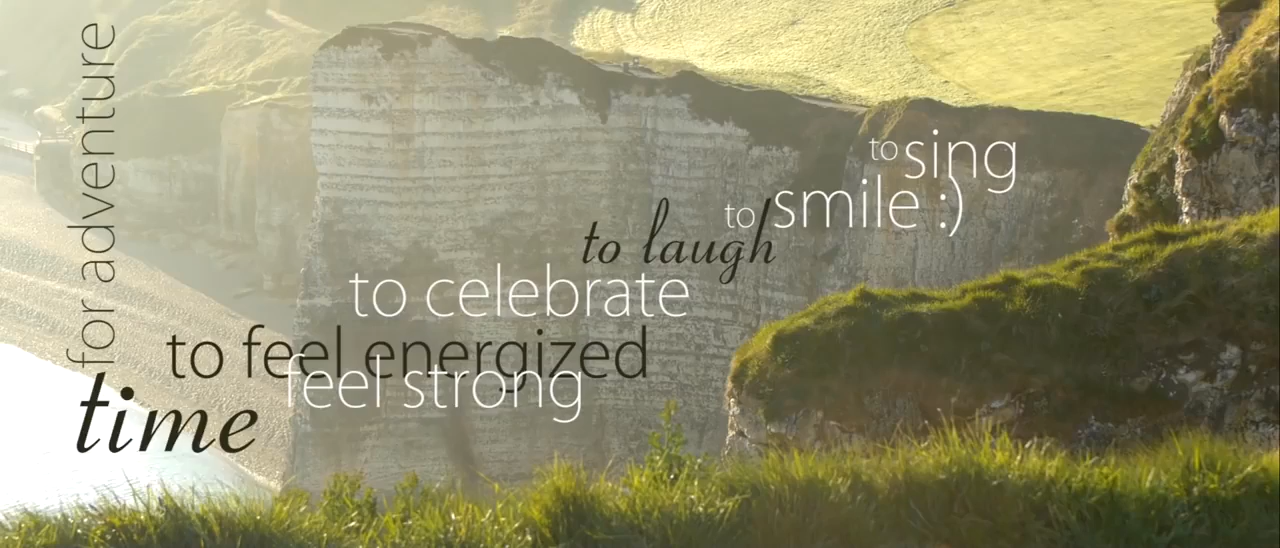 for adventure
to sing
to smile :)
to laugh
to celebrate
to feel energized
feel strong
time